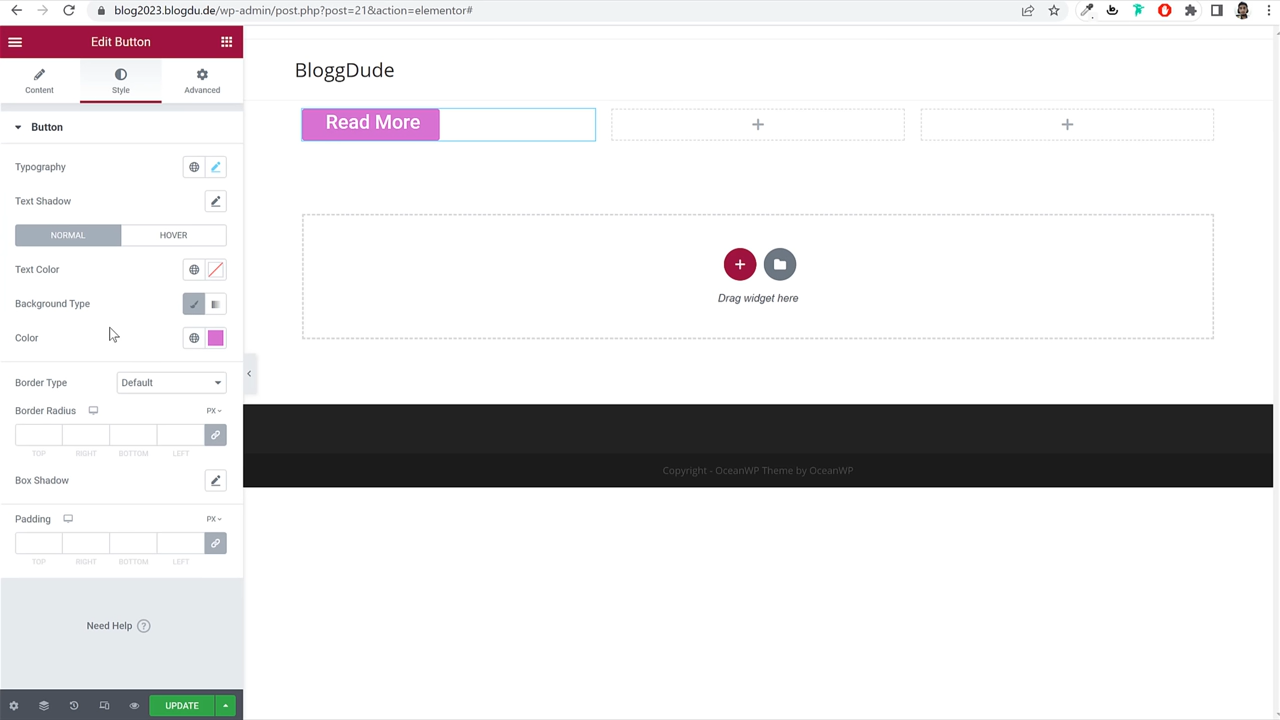 blog2023.blogdu.de/wp-admin/post.php?post=21&action=elementor#
Edit Button
Content Style Advanced
Button
Typography
Text Shadow
NORMAL HOVER
Text Color
Background Type
Color
Border Type Default
Border Radius PX
TOP RIGHT BOTTOM LEFT
Box Shadow
Padding PX
TOP RIGHT BOTTOM LEFT
Need Help ?
UPDATE
BloggDude
Read More
Drag widget here
Copyright - OceanWP Theme by OceanWP